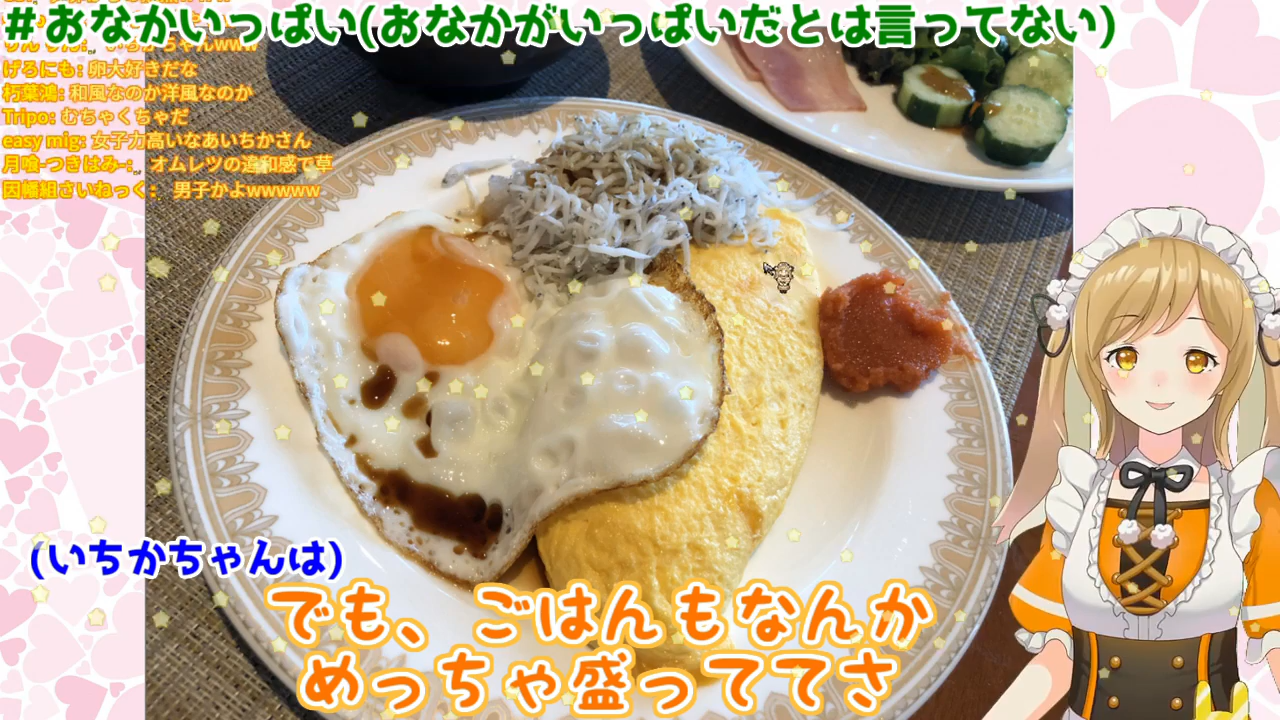 #おなかいっぱい(おなかがいっぱいだとは言ってない)
げろにも: 卵大好きだな
朽葉鴻: 和風なのか洋風なのか
Tripo: むちゃくちゃだ
easy mig: 女子力高いなあいちかさん
月喰-つきはみ-: オムレツの違和感で草
因幡組さいねっく: 男子かよwwwww
(いちかちゃんは)
でも、ごはんもなんか
めっちゃ盛っててさ